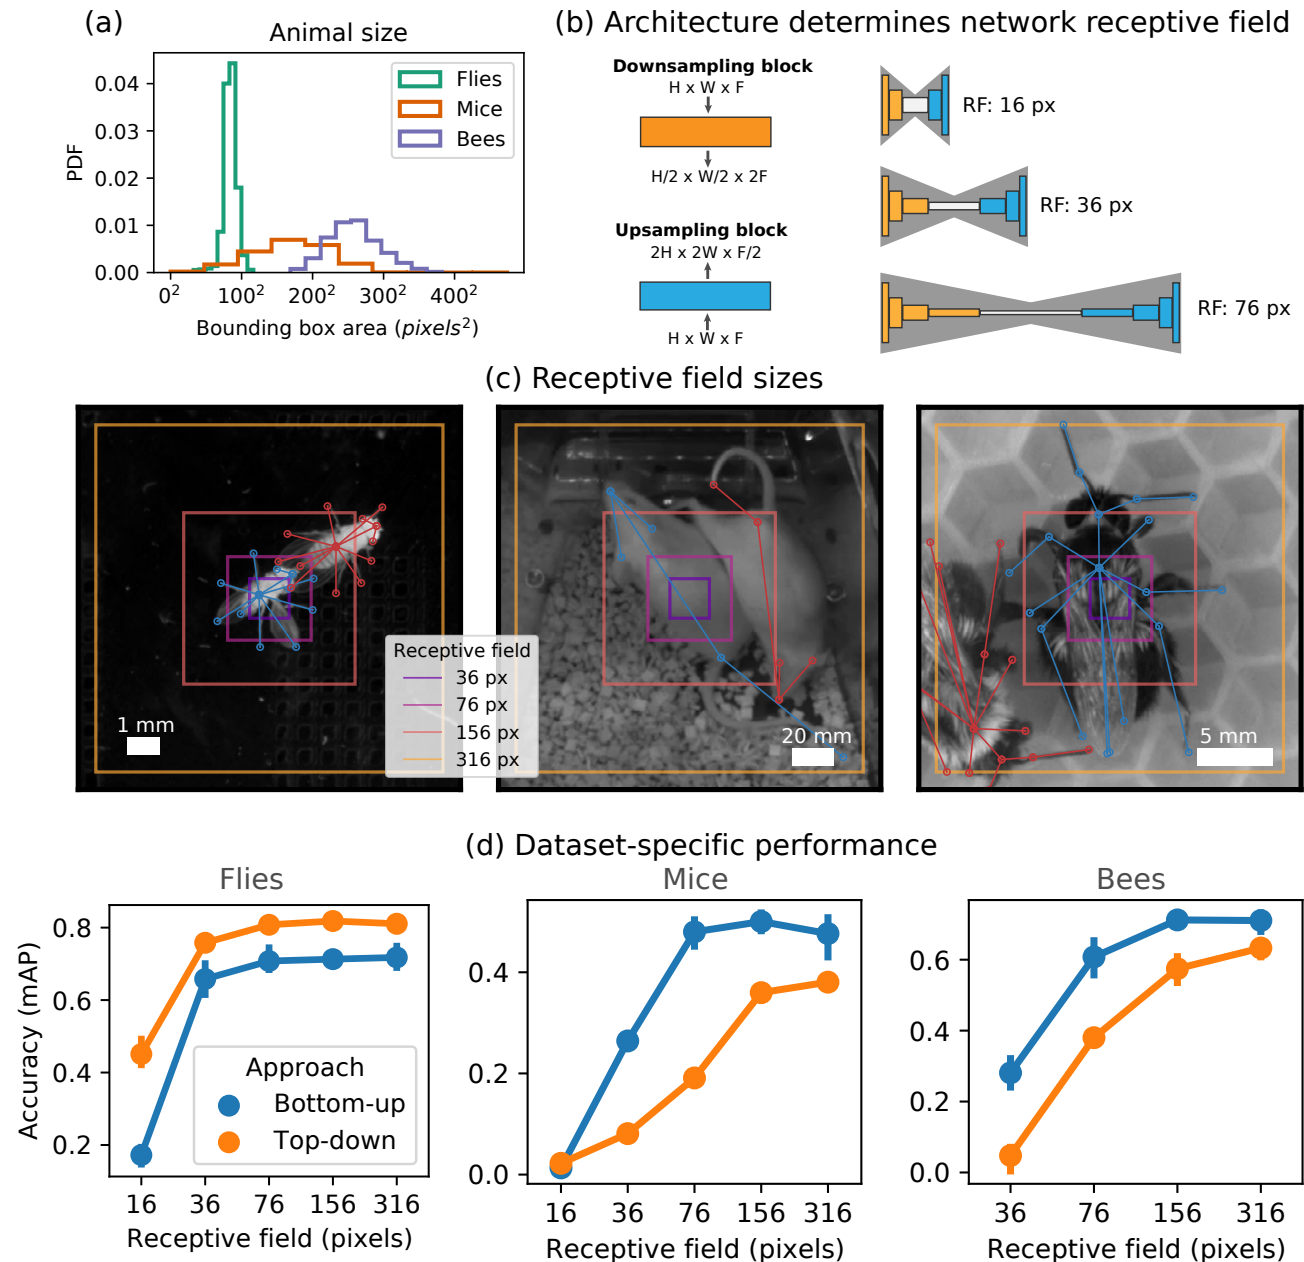 (a)
Animal size
PDF
0.04
0.03
0.02
0.01
0.00
Flies
Mice
Bees
0²
100²
200²
300²
400²
Bounding box area (pixels²)
(b) Architecture determines network receptive field
Downsampling block
H x W x F
H/2 x W/2 x 2F
Upsampling block
2H x 2W x F/2
H x W x F
RF: 16 px
RF: 36 px
RF: 76 px
(c) Receptive field sizes
1 mm
Receptive field
36 px
76 px
156 px
316 px
20 mm
5 mm
(d) Dataset-specific performance
Flies
Accuracy (mAP)
0.8
0.6
0.4
0.2
Approach
Bottom-up
Top-down
16
36
76
156
316
Receptive field (pixels)
Mice
0.4
0.2
0.0
16
36
76
156
316
Receptive field (pixels)
Bees
0.6
0.4
0.2
0.0
36
76
156
316
Receptive field (pixels)